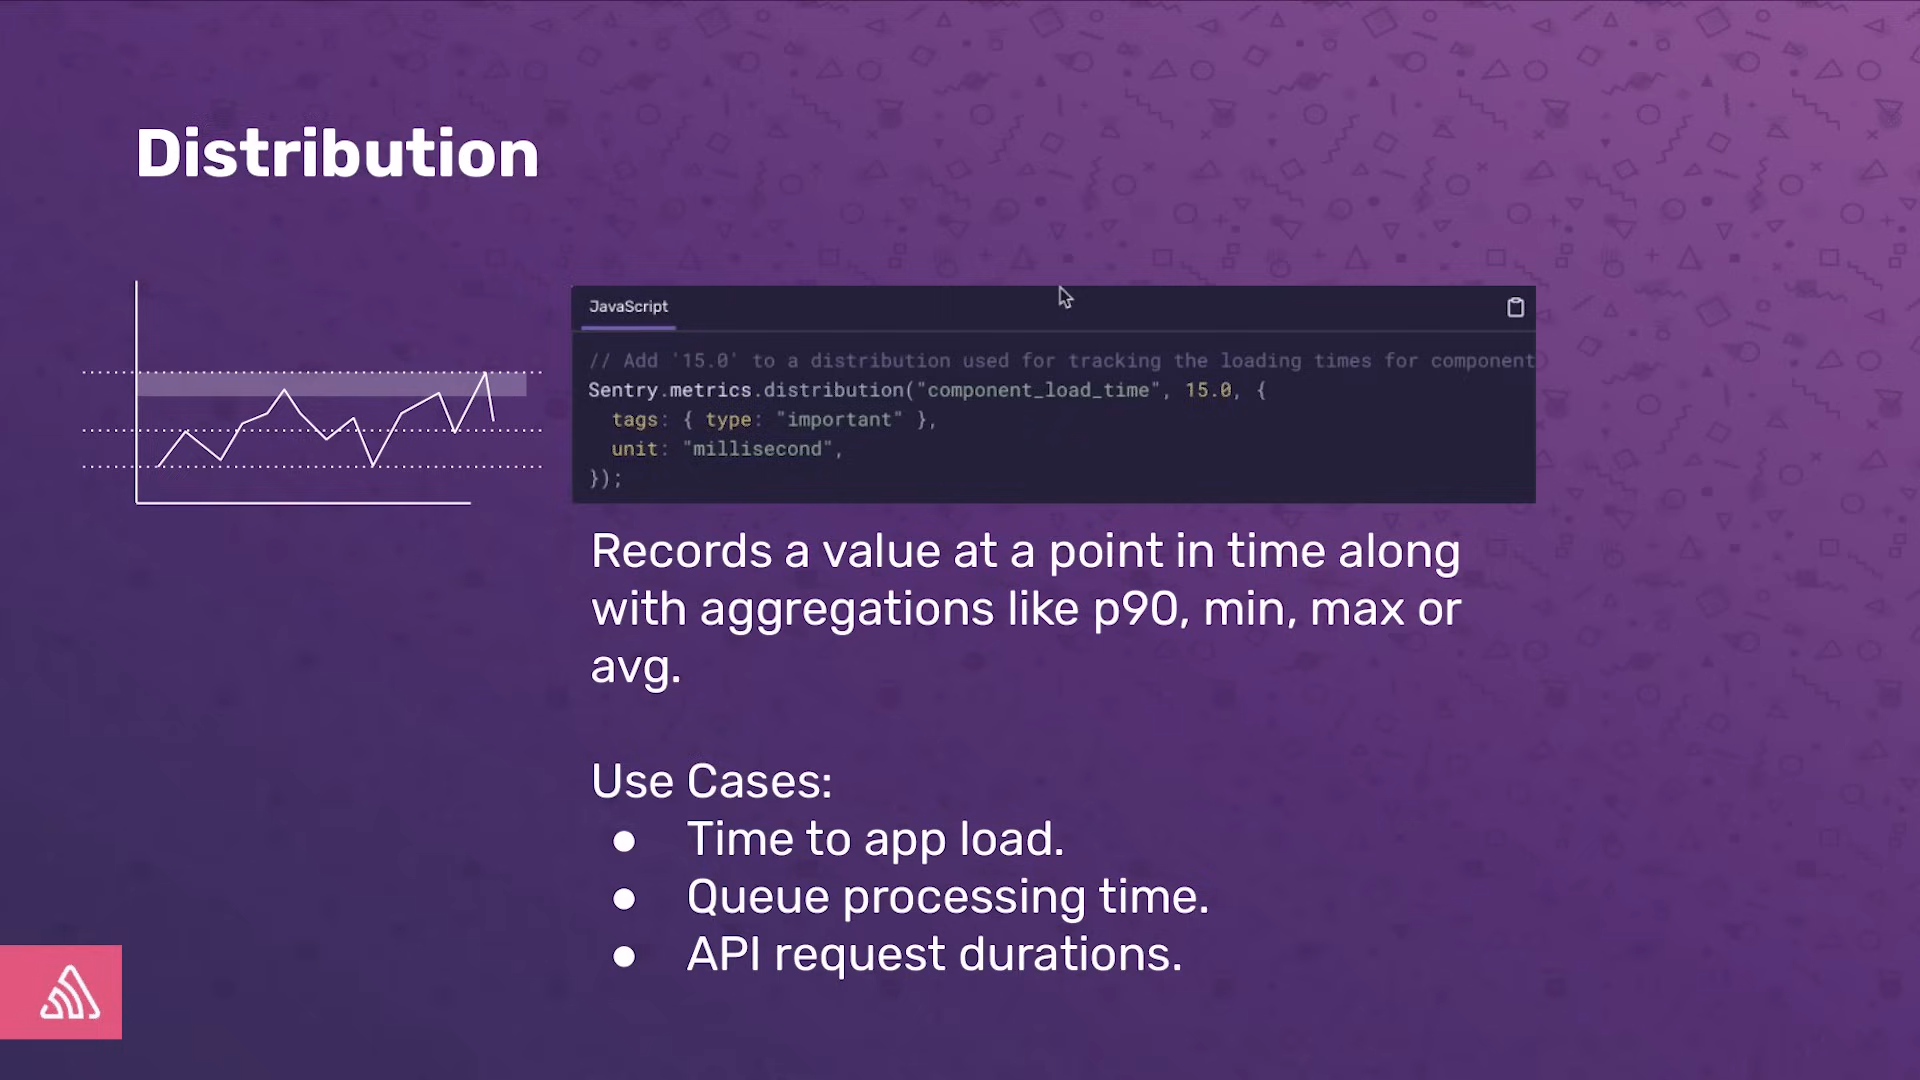 Distribution
JavaScript
// Add '15.0' to a distribution used for tracking the loading times for component
Sentry.metrics.distribution("component_load_time", 15.0, {
  tags: { type: "important" },
  unit: "millisecond",
});
Records a value at a point in time along
with aggregations like p90, min, max or
avg.
Use Cases:
● Time to app load.
● Queue processing time.
● API request durations.